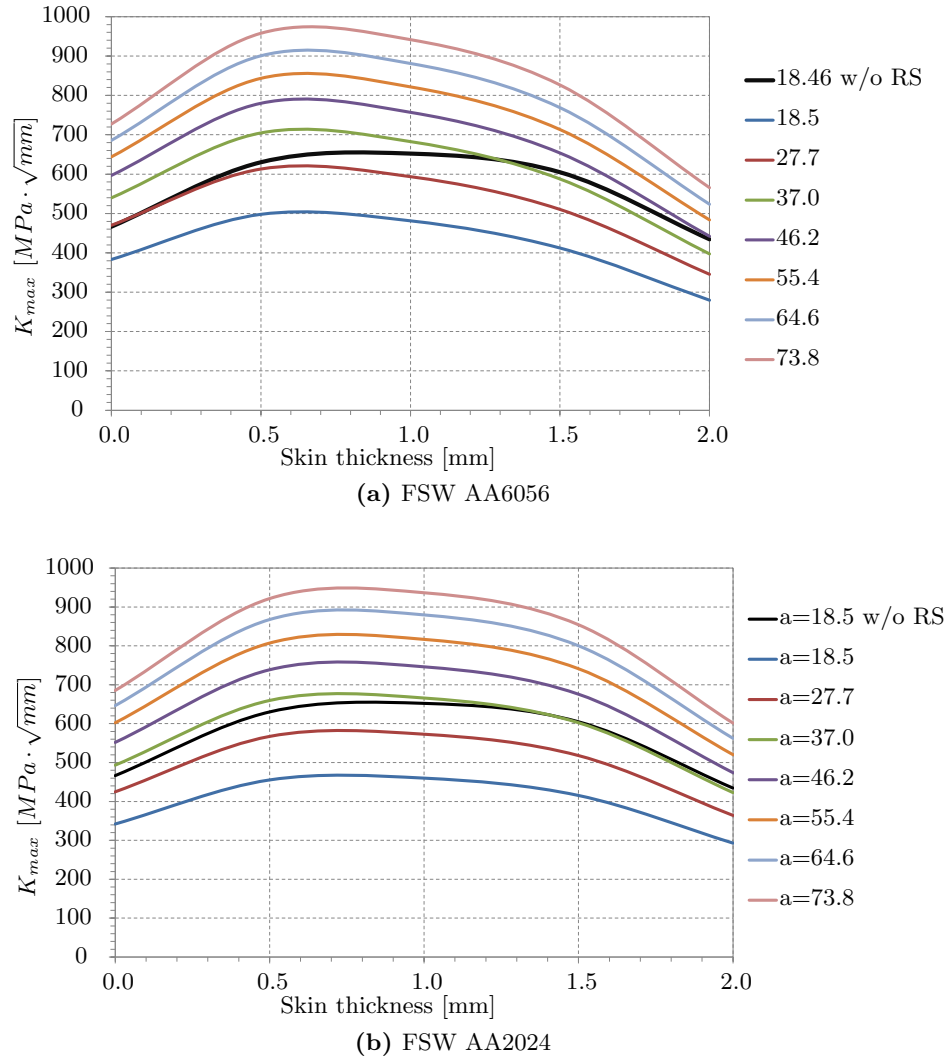 1000
900
800
700
600
500
400
300
200
100
0
K_max [MPa · √mm]
0.0 0.5 1.0 1.5 2.0
Skin thickness [mm]
18.46 w/o RS
18.5
27.7
37.0
46.2
55.4
64.6
73.8
(a) FSW AA6056
1000
900
800
700
600
500
400
300
200
100
0
K_max [MPa · √mm]
0.0 0.5 1.0 1.5 2.0
Skin thickness [mm]
a=18.5 w/o RS
a=18.5
a=27.7
a=37.0
a=46.2
a=55.4
a=64.6
a=73.8
(b) FSW AA2024